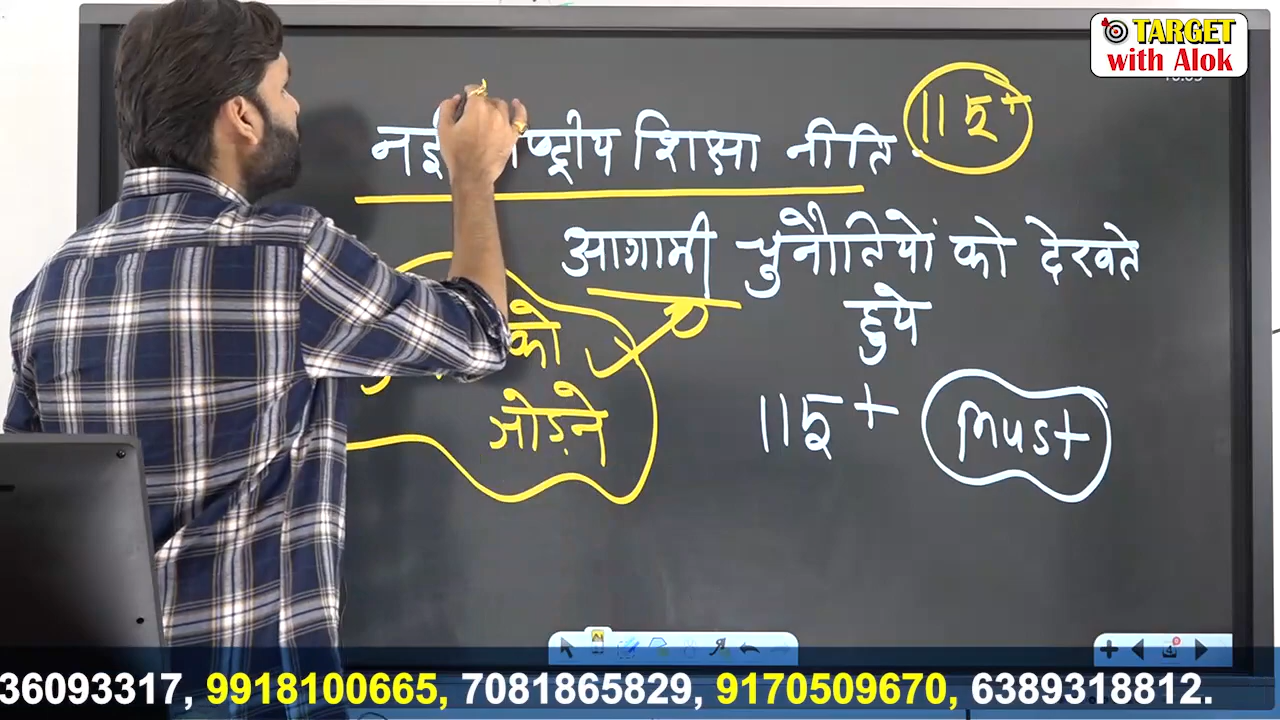 TARGET
with Alok
नई राष्ट्रीय शिक्षा नीति
115+
आगामी चुनौतियों को देखते
हुये
को
जोड़ने
115+ must
36093317, 9918100665, 7081865829, 9170509670, 6389318812.